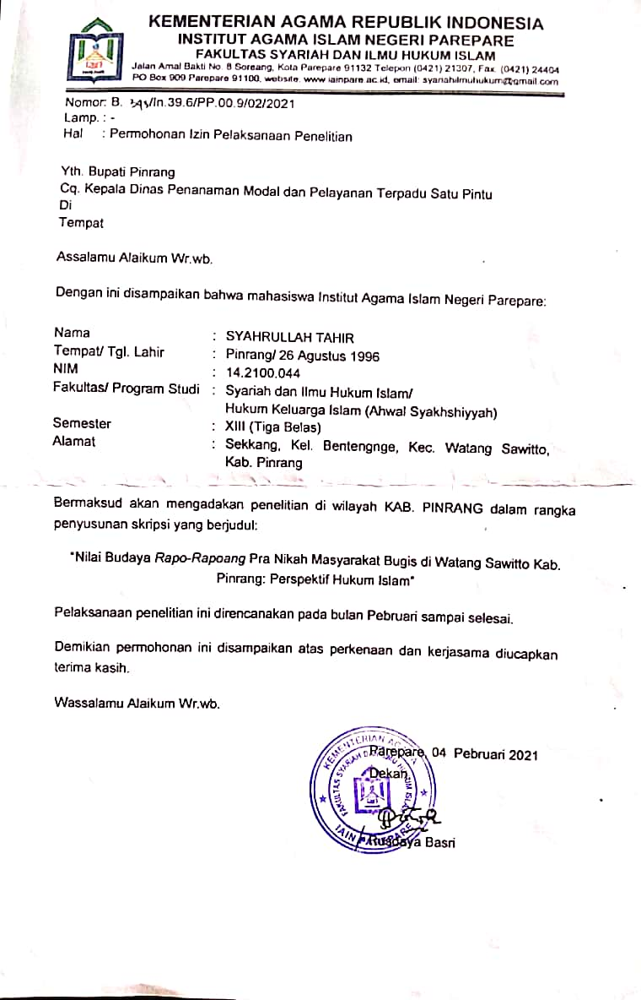 KEMENTERIAN AGAMA REPUBLIK INDONESIA
INSTITUT AGAMA ISLAM NEGERI PAREPARE
FAKULTAS SYARIAH DAN ILMU HUKUM ISLAM
Jalan Amal Bakti No. 8 Soreang, Kota Parepare 91132 Telepon (0421) 21307, Fax. (0421) 24404
PO Box 909 Parepare 91100, website. www.iainpare.ac.id, email: syariahilmuhukum@gmail.com
Nomor: B. /In.39.6/PP.00.9/02/2021
Lamp. : -
Hal : Permohonan Izin Pelaksanaan Penelitian
Yth. Bupati Pinrang
Cq. Kepala Dinas Penanaman Modal dan Pelayanan Terpadu Satu Pintu
Di
Tempat
Assalamu Alaikum Wr.wb.
Dengan ini disampaikan bahwa mahasiswa Institut Agama Islam Negeri Parepare:
Nama : SYAHRULLAH TAHIR
Tempat/ Tgl. Lahir : Pinrang/ 26 Agustus 1996
NIM : 14.2100.044
Fakultas/ Program Studi : Syariah dan Ilmu Hukum Islam/
Hukum Keluarga Islam (Ahwal Syakhshiyyah)
Semester : XIII (Tiga Belas)
Alamat : Sekkang, Kel. Bentengnge, Kec. Watang Sawitto,
Kab. Pinrang
Bermaksud akan mengadakan penelitian di wilayah KAB. PINRANG dalam rangka
penyusunan skripsi yang berjudul:
"Nilai Budaya Rapo-Rapoang Pra Nikah Masyarakat Bugis di Watang Sawitto Kab.
Pinrang: Perspektif Hukum Islam"
Pelaksanaan penelitian ini direncanakan pada bulan Pebruari sampai selesai.
Demikian permohonan ini disampaikan atas perkenaan dan kerjasama diucapkan
terima kasih.
Wassalamu Alaikum Wr.wb.
Parepare, 04 Pebruari 2021
Dekan,
KEMENTERIAN AGAMA
FAKULTAS SYARIAH DAN ILMU HUKUM ISLAM
IAIN PAREPARE
Rusdaya Basri